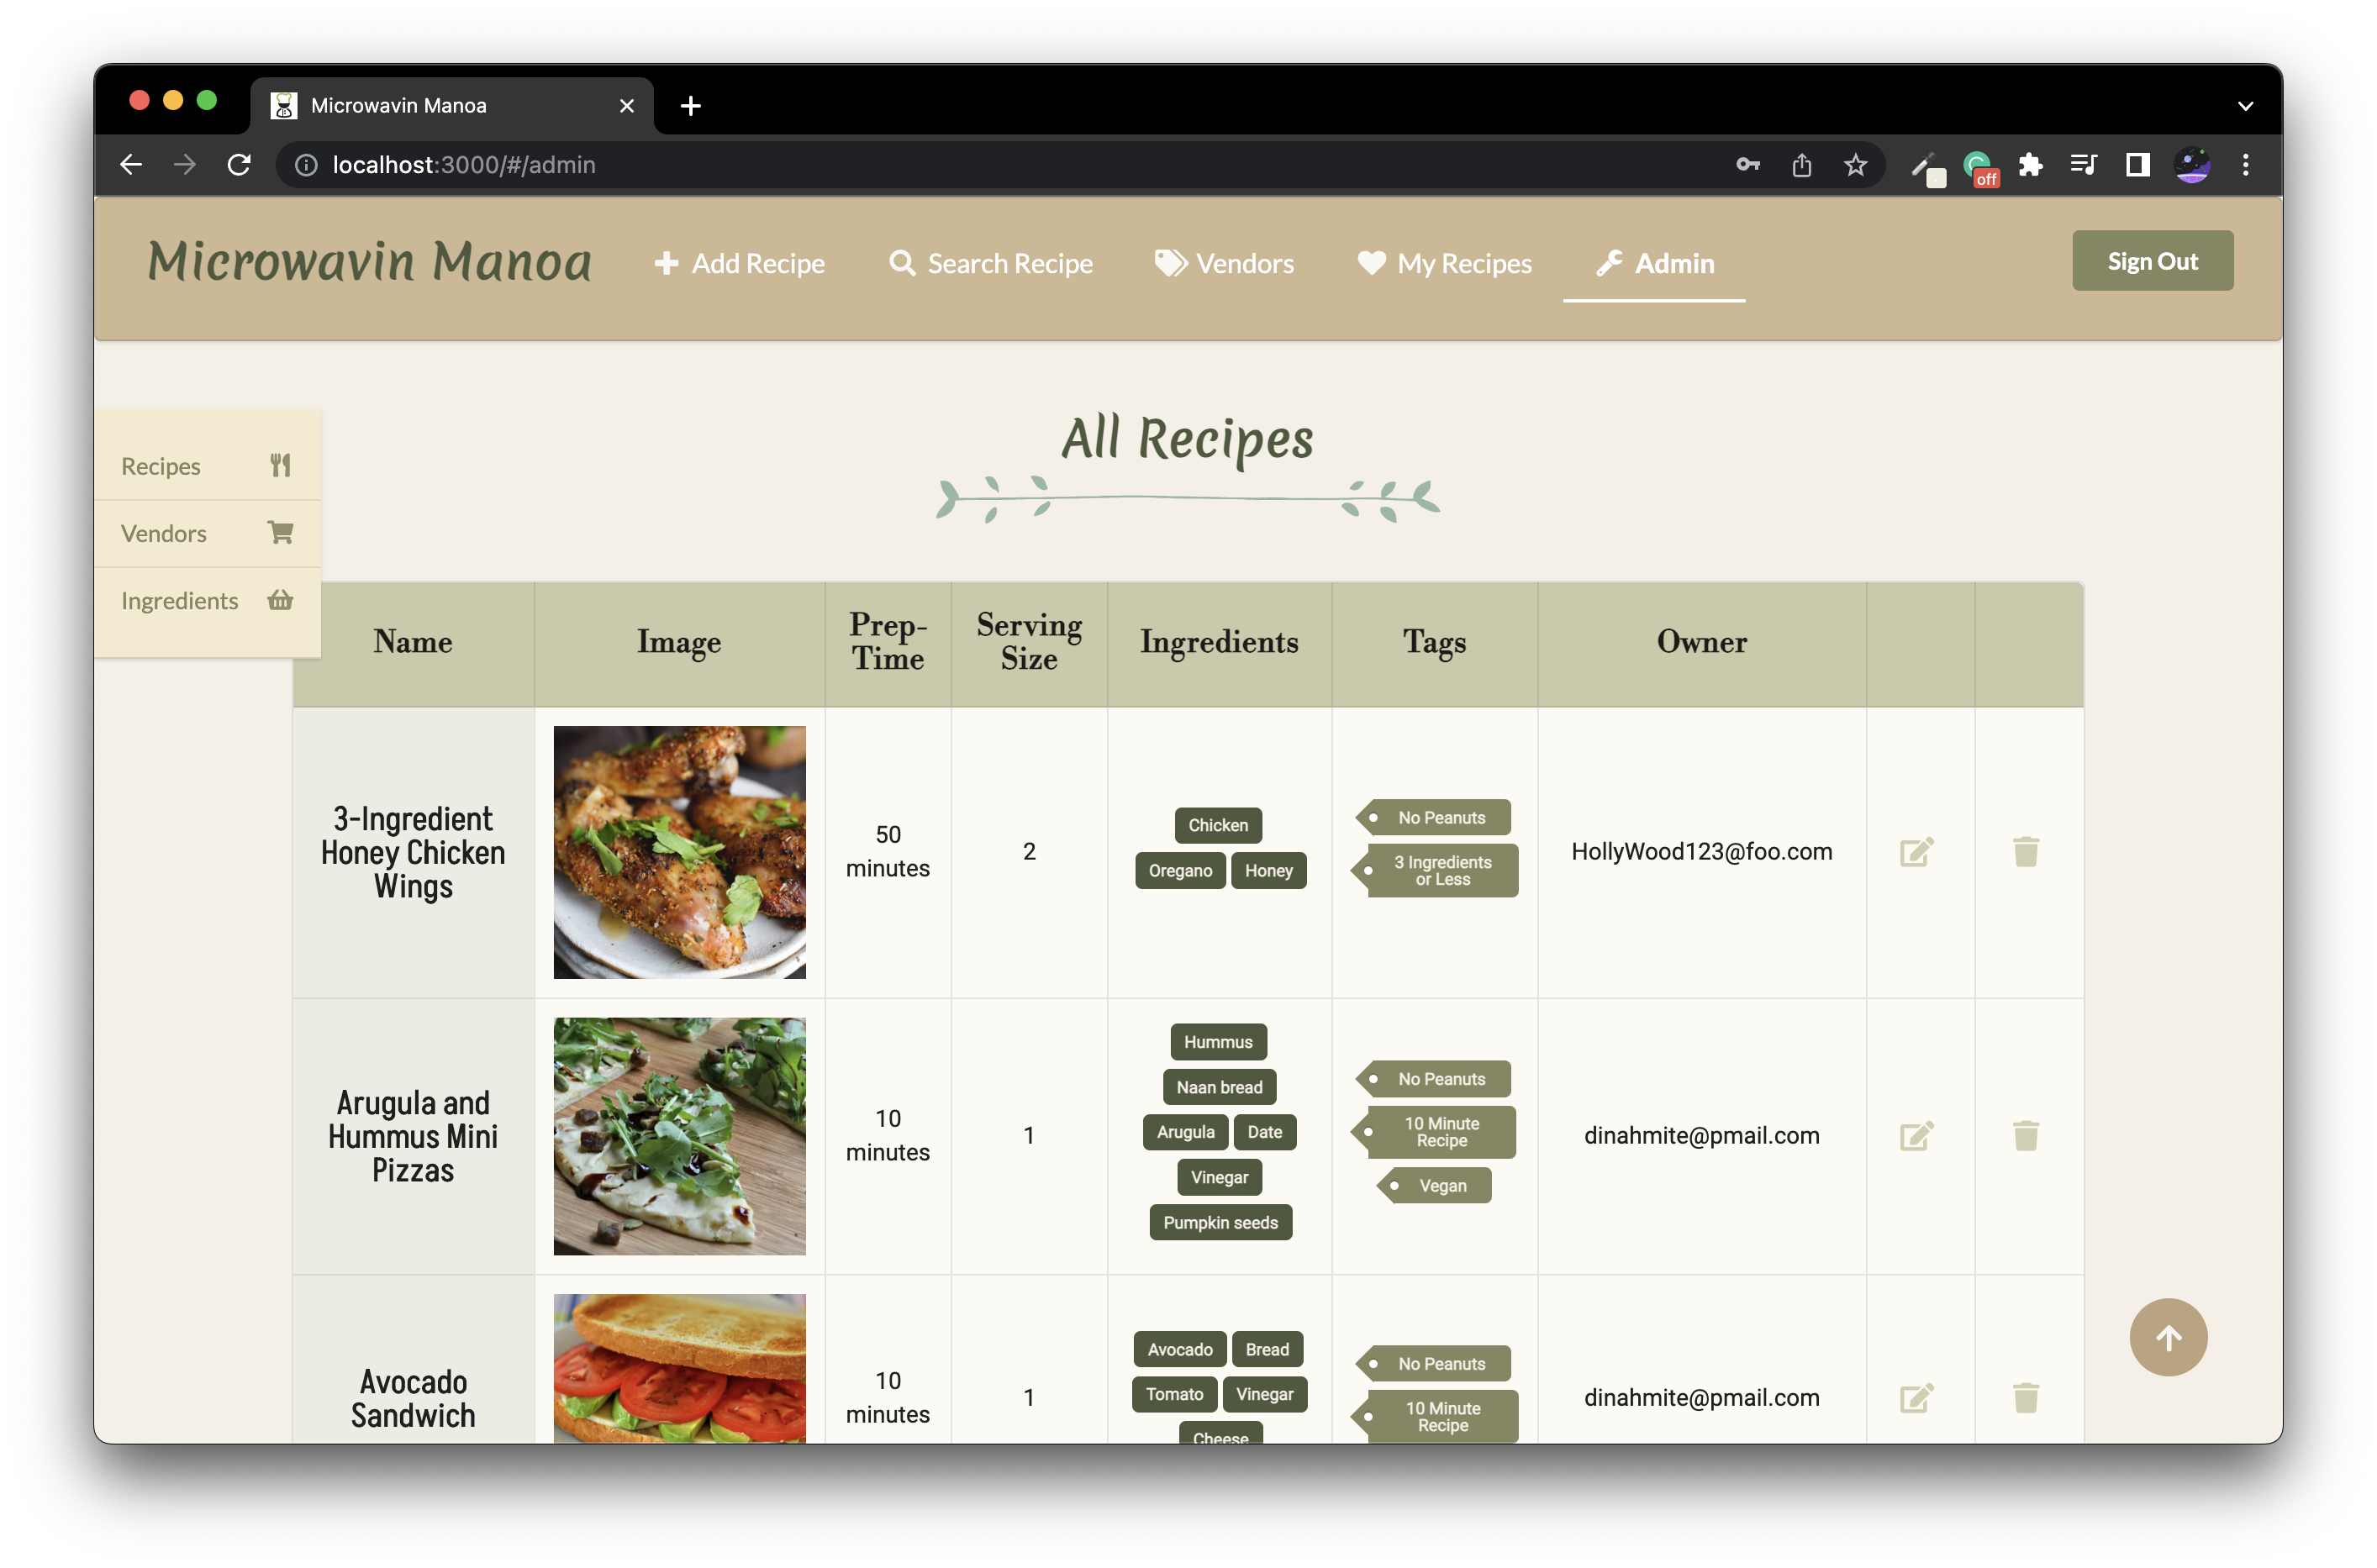 Microwavin Manoa
localhost:3000/#/admin
off
Microwavin Manoa
Add Recipe
Search Recipe
Vendors
My Recipes
Admin
Sign Out
All Recipes
Recipes
Vendors
Ingredients
Name
Image
Prep-
Time
Serving
Size
Ingredients
Tags
Owner
3-Ingredient
Honey Chicken
Wings
50
minutes
2
Chicken
Oregano
Honey
No Peanuts
3 Ingredients
or Less
HollyWood123@foo.com
Arugula and
Hummus Mini
Pizzas
10
minutes
1
Hummus
Naan bread
Arugula
Date
Vinegar
Pumpkin seeds
No Peanuts
10 Minute
Recipe
Vegan
dinahmite@pmail.com
Avocado
Sandwich
10
minutes
1
Avocado
Bread
Tomato
Vinegar
Cheese
No Peanuts
10 Minute
Recipe
dinahmite@pmail.com